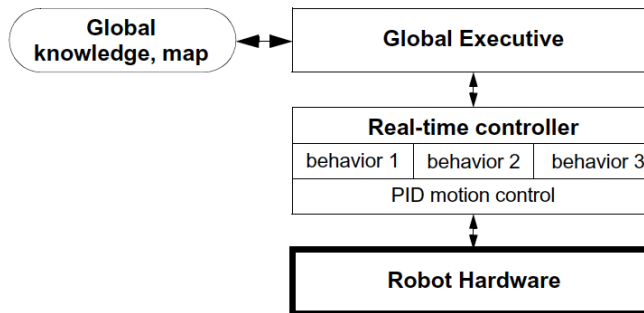 Global
knowledge, map
Global Executive
Real-time controller
behavior 1 behavior 2 behavior 3
PID motion control
Robot Hardware